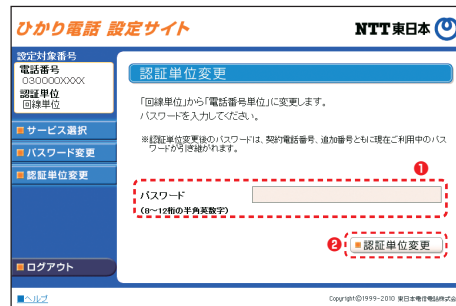 ひかり電話 設定サイト
NTT東日本
設定対象番号
電話番号
030000XXXX
認証単位
回線単位
サービス選択
パスワード変更
認証単位変更
ログアウト
ヘルプ
認証単位変更
「回線単位」から「電話番号単位」に変更します。
パスワードを入力してください。
※認証単位変更後のパスワードは、契約電話番号、追加番号ともに現在ご利用中のパス
ワードが引き継がれます。
❶
パスワード
(8〜12桁の半角英数字)
❷
認証単位変更
Copyright©1999-2010 東日本電信電話株式会